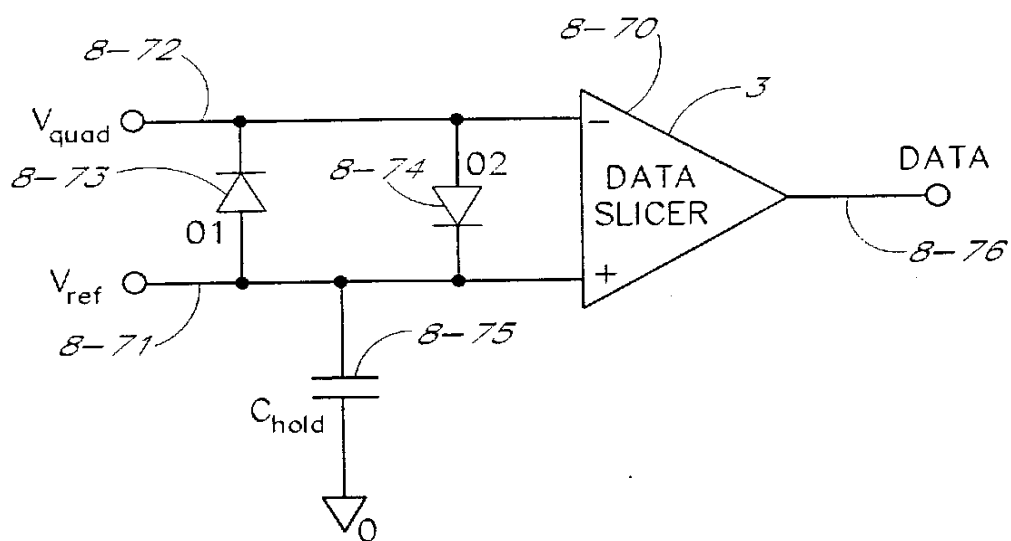 8-70
8-72
3
Vquad
−
8-73
8-74
02
DATA
DATA
SLICER
01
8-76
Vref
+
8-71
8-75
Chold
0